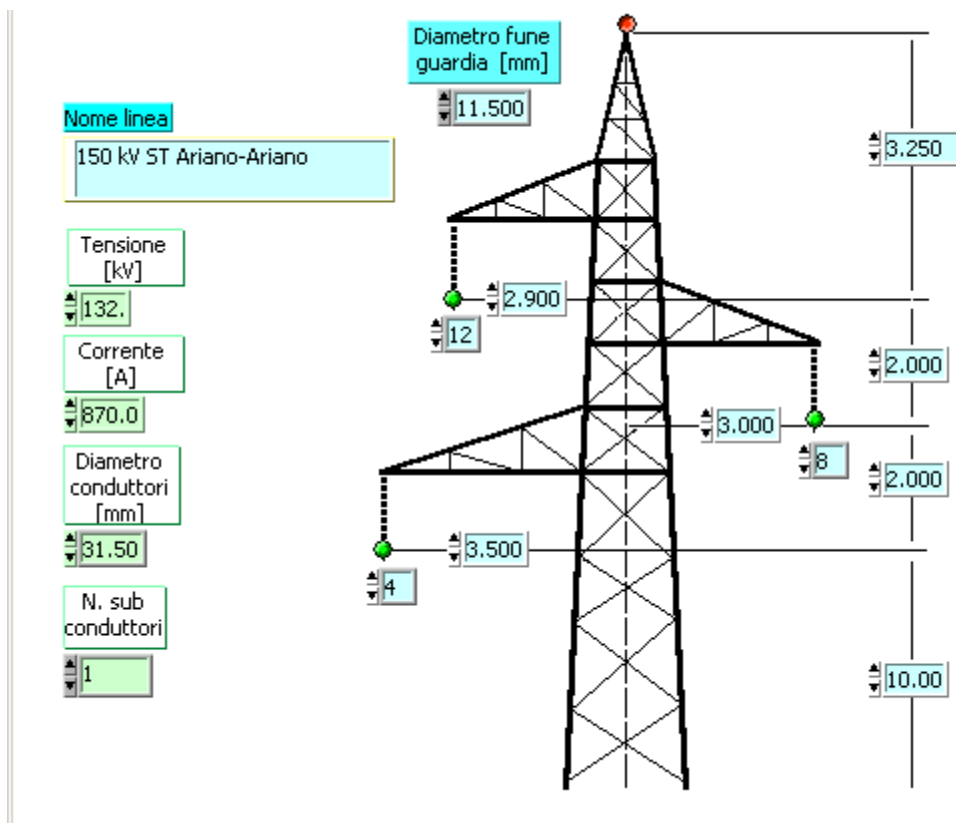 Diametro fune
guardia [mm]
11.500
Nome linea
150 kV ST Ariano-Ariano
3.250
Tensione
[kV]
132.
2.900
12
Corrente
[A]
870.0
2.000
3.000
8
Diametro
conduttori
[mm]
31.50
2.000
3.500
4
N. sub
conduttori
1
10.00